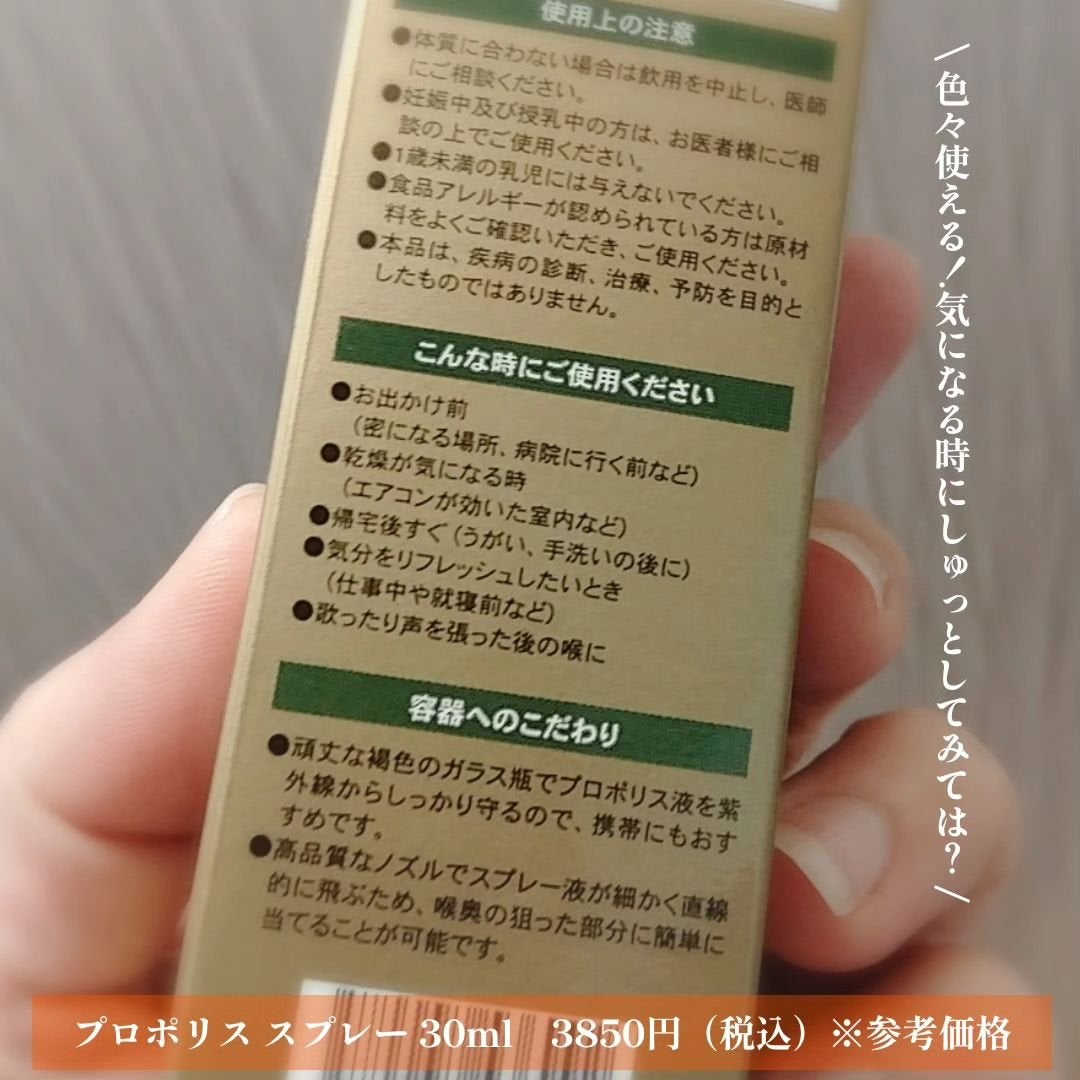 使用上の注意
●体質に合わない場合は飲用を中止し、医師
にご相談ください。
●妊娠中及び授乳中の方は、お医者様にご相
談の上でご使用ください。
●1歳未満の乳児には与えないでください。
●食品アレルギーが認められている方は原材
料をよくご確認いただき、ご使用ください。
●本品は、疾病の診断、治療、予防を目的と
したものではありません。
こんな時にご使用ください
●お出かけ前
（密になる場所、病院に行く前など）
●乾燥が気になる時
（エアコンが効いた室内など）
●帰宅後すぐ（うがい、手洗いの後に）
●気分をリフレッシュしたいとき
（仕事中や就寝前など）
●歌ったり声を張った後の喉に
容器へのこだわり
●頑丈な褐色のガラス瓶でプロポリス液を紫
外線からしっかり守るので、携帯にもおす
すめです。
●高品質なノズルでスプレー液が細かく直線
的に飛ぶため、喉奥の狙った部分に簡単に
当てることが可能です。
\色々使える！気になる時にしゅっとしてみては？/
プロポリス スプレー 30ml　3850円（税込）※参考価格